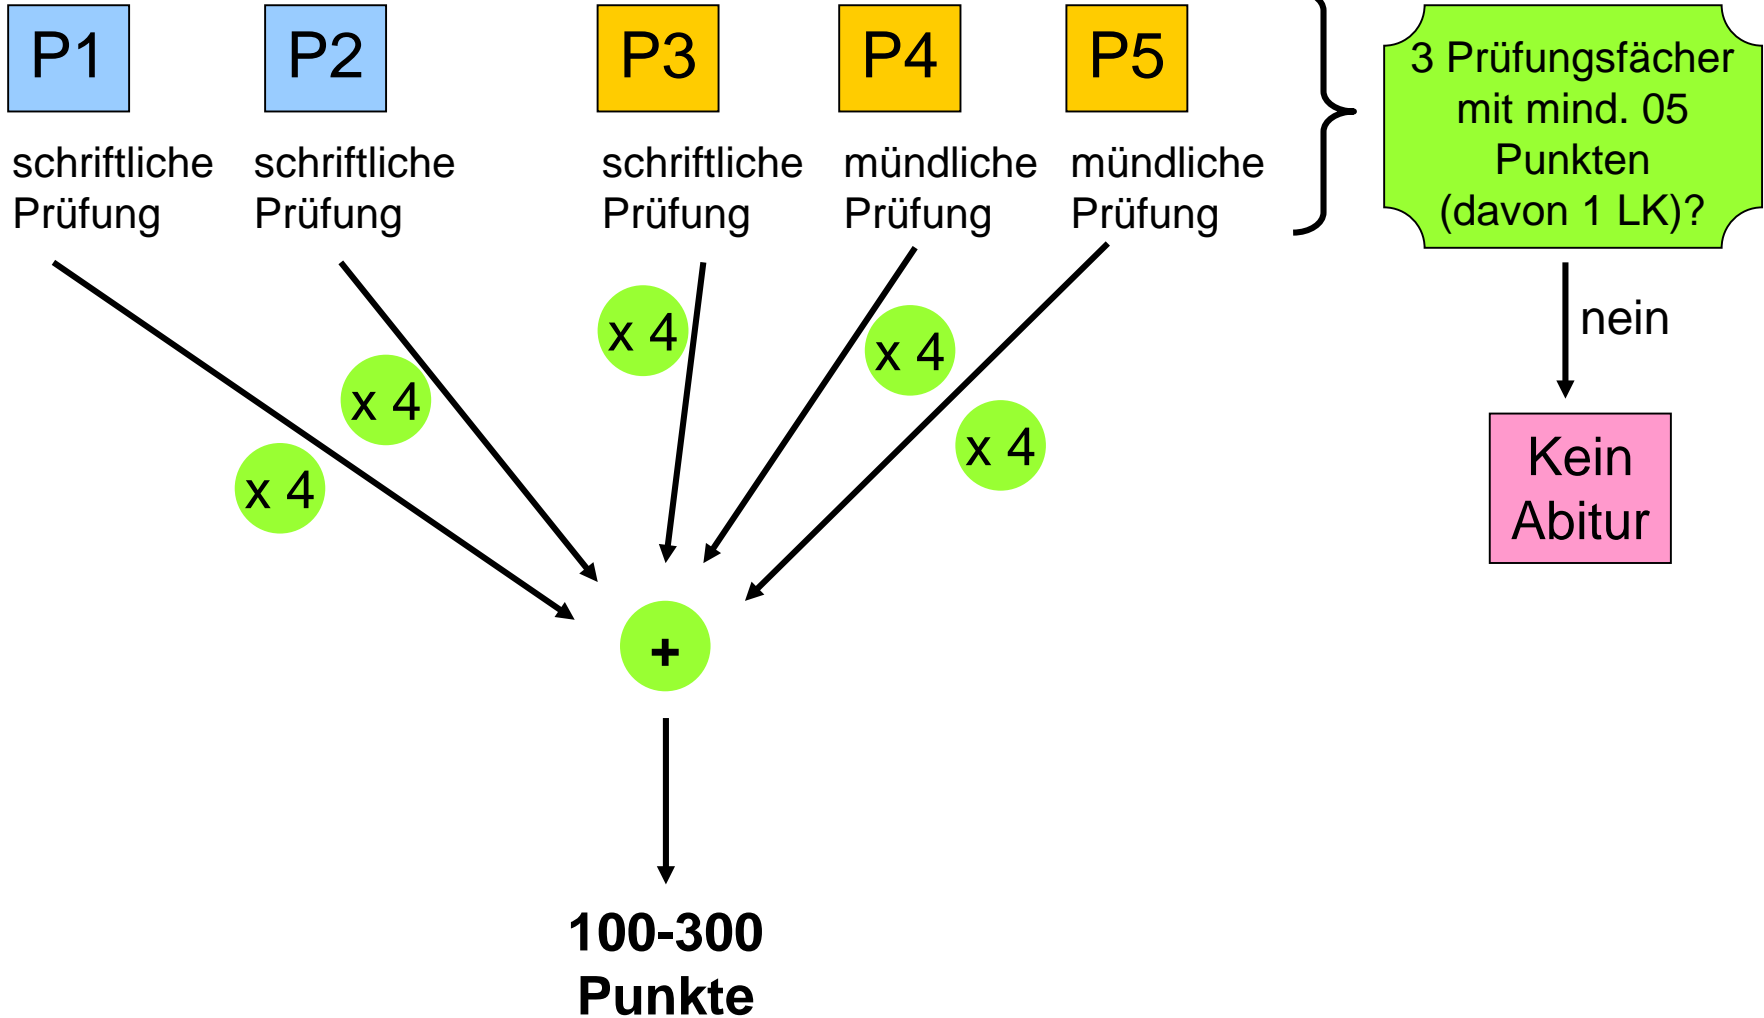 P1
P2
P3
P4
P5
schriftliche
Prüfung
schriftliche
Prüfung
schriftliche
Prüfung
mündliche
Prüfung
mündliche
Prüfung
3 Prüfungsfächer
mit mind. 05
Punkten
(davon 1 LK)?
nein
Kein
Abitur
x 4
x 4
x 4
x 4
x 4
+
100-300
Punkte